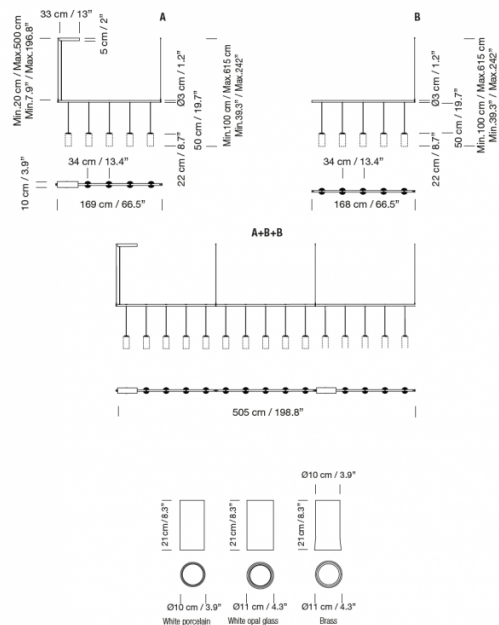 33 cm / 13"
A
B
5 cm / 2"
Min.20 cm / Max.500 cm
Min.7.9" / Max.196.8"
Ø3 cm / 1.2"
50 cm / 19.7"
Min.100 cm / Max.615 cm
Min.39.3" / Max.242"
22 cm / 8.7"
34 cm / 13.4"
10 cm / 3.9"
169 cm / 66.5"
Ø3 cm / 1.2"
50 cm / 19.7"
Min.100 cm / Max.615 cm
Min.39.3" / Max.242"
22 cm / 8.7"
34 cm / 13.4"
168 cm / 66.5"
A+B+B
505 cm / 198.8"
Ø10 cm / 3.9"
21 cm / 8.3"
21 cm / 8.3"
21 cm / 8.3"
Ø10 cm / 3.9"
Ø11 cm / 4.3"
Ø11 cm / 4.3"
White porcelain
White opal glass
Brass